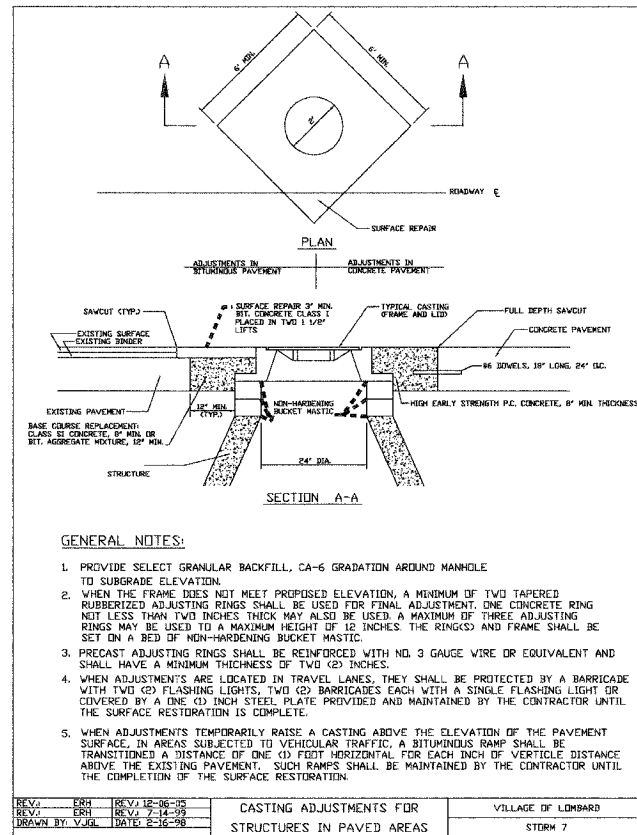 6' MIN.
6' MIN.
A
A
2'
ROADWAY ℄
SURFACE REPAIR
PLAN
ADJUSTMENTS IN
BITUMINOUS PAVEMENT
ADJUSTMENTS IN
CONCRETE PAVEMENT
SAWCUT (TYP.)
SURFACE REPAIR 3" MIN.
BIT. CONCRETE CLASS I
PLACED IN TWO 1 1/2"
LIFTS
TYPICAL CASTING
(FRAME AND LID)
FULL DEPTH SAWCUT
EXISTING SURFACE
EXISTING BINDER
CONCRETE PAVEMENT
#6 DOWELS, 18" LONG, 24" O.C.
EXISTING PAVEMENT
12" MIN.
(TYP.)
NON-HARDENING
BUCKET MASTIC
HIGH EARLY STRENGTH P.C. CONCRETE, 8" MIN. THICKNESS
BASE COURSE REPLACEMENT:
CLASS SI CONCRETE, 8" MIN. OR
BIT. AGGREGATE MIXTURE, 12" MIN.
24" DIA.
STRUCTURE
SECTION A-A
GENERAL NOTES:
1. PROVIDE SELECT GRANULAR BACKFILL, CA-6 GRADATION AROUND MANHOLE
TO SUBGRADE ELEVATION.
2. WHEN THE FRAME DOES NOT MEET PROPOSED ELEVATION, A MINIMUM OF TWO TAPERED
RUBBERIZED ADJUSTING RINGS SHALL BE USED FOR FINAL ADJUSTMENT. ONE CONCRETE RING
NOT LESS THAN TWO INCHES THICK MAY ALSO BE USED. A MAXIMUM OF THREE ADJUSTING
RINGS MAY BE USED TO A MAXIMUM HEIGHT OF 12 INCHES. THE RING(S) AND FRAME SHALL BE
SET ON A BED OF NON-HARDENING BUCKET MASTIC.
3. PRECAST ADJUSTING RINGS SHALL BE REINFORCED WITH NO. 3 GAUGE WIRE OR EQUIVALENT AND
SHALL HAVE A MINIMUM THICHNESS OF TWO (2) INCHES.
4. WHEN ADJUSTMENTS ARE LOCATED IN TRAVEL LANES, THEY SHALL BE PROTECTED BY A BARRICADE
WITH TWO (2) FLASHING LIGHTS, TWO (2) BARRICADES EACH WITH A SINGLE FLASHING LIGHT OR
COVERED BY A ONE (1) INCH STEEL PLATE PROVIDED AND MAINTAINED BY THE CONTRACTOR UNTIL
THE SURFACE RESTORATION IS COMPLETE.
5. WHEN ADJUSTMENTS TEMPORARILY RAISE A CASTING ABOVE THE ELEVATION OF THE PAVEMENT
SURFACE, IN AREAS SUBJECTED TO VEHICULAR TRAFFIC, A BITUMINOUS RAMP SHALL BE
TRANSITIONED A DISTANCE OF ONE (1) FOOT HORIZONTAL FOR EACH INCH OF VERTICLE DISTANCE
ABOVE THE EXISTING PAVEMENT. SUCH RAMPS SHALL BE MAINTAINED BY THE CONTRACTOR UNTIL
THE COMPLETION OF THE SURFACE RESTORATION.
REV.: ERH REV.: 12-06-05
REV.: ERH REV.: 7-14-99
DRAWN BY: VJGL DATE: 2-16-98
CASTING ADJUSTMENTS FOR
STRUCTURES IN PAVED AREAS
VILLAGE OF LOMBARD
STORM 7